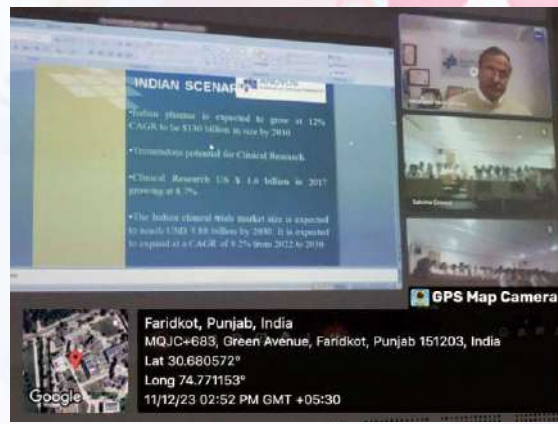 INDIAN SCENAR
•Indian pharma is expected to grow at 12%
CAGR to be $130 billion in size by 2030
•Tremendous potential for Clinical Research
•Clinical Research US $ 1.6 billion in 2017
growing at 8.7%
•The Indian clinical trials market size is expected
to reach USD billion by 2030. It is expected
to expand at a CAGR of 8.2% from 2022 to 2030
GPS Map Camera
Faridkot, Punjab, India
MQJC+683, Green Avenue, Faridkot, Punjab 151203, India
Lat 30.680572°
Long 74.771153°
11/12/23 02:52 PM GMT +05:30
Google